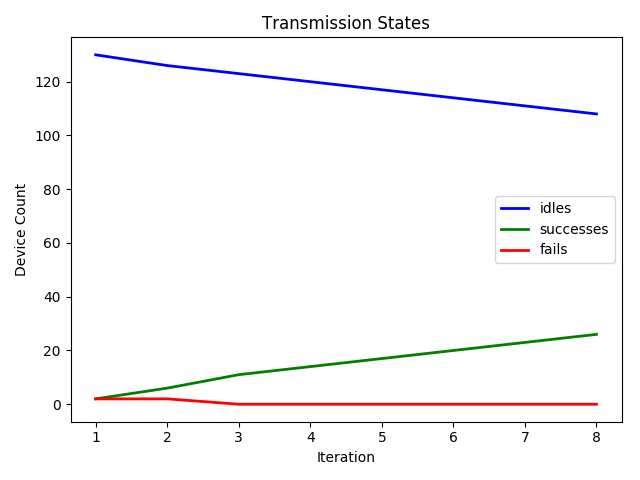 Transmission States
Device Count
120
100
80
60
40
20
0
idles
successes
fails
1 2 3 4 5 6 7 8
Iteration